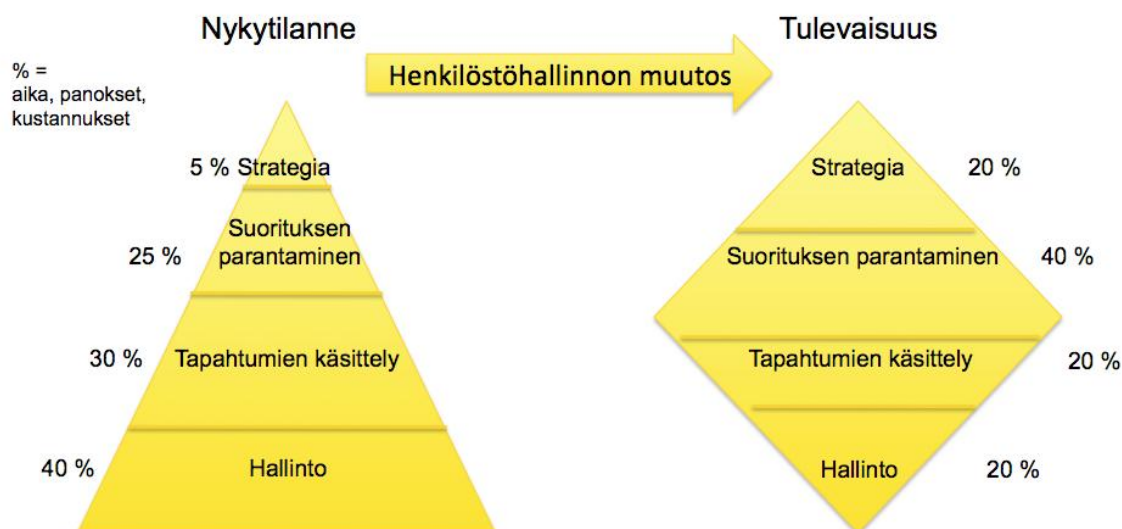 Nykytilanne
Tulevaisuus
% =
aika, panokset,
kustannukset
Henkilöstöhallinnon muutos
5 % Strategia
25 %
Suorituksen
parantaminen
30 %
Tapahtumien käsittely
40 %
Hallinto
Strategia
20 %
Suorituksen parantaminen
40 %
Tapahtumien käsittely
20 %
Hallinto
20 %